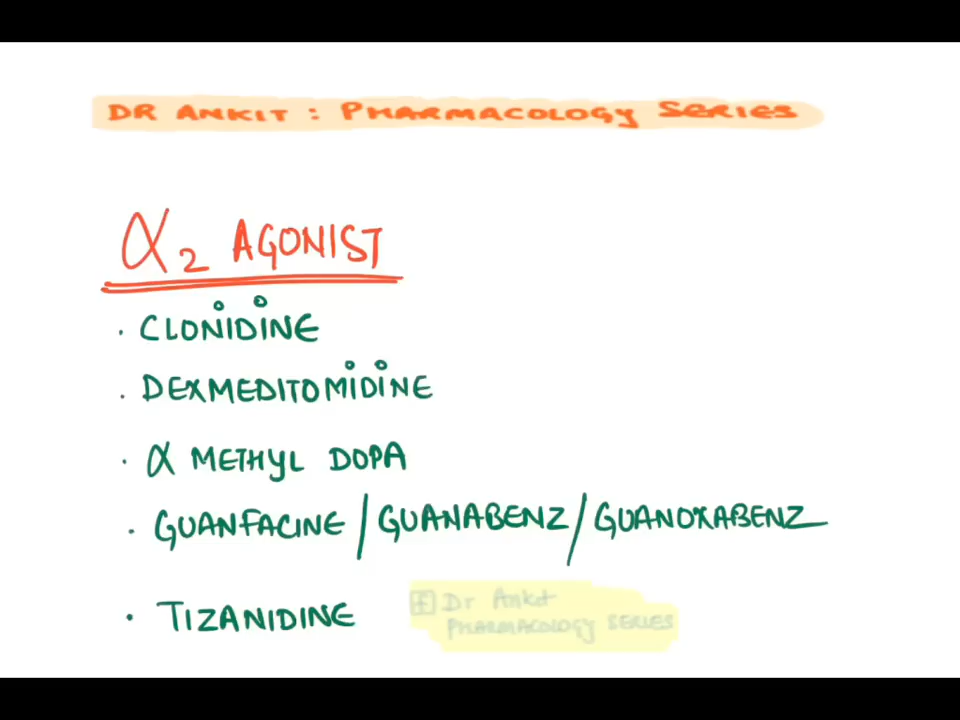 DR ANKIT : PHARMACOLOGY SERIES
α₂ AGONIST
· CLONIDINE
· DEXMEDITOMIDINE
· α METHYL DOPA
· GUANFACINE / GUANABENZ / GUANOXABENZ
· TIZANIDINE
f Dr Ankit
PHARMACOLOGY SERIES